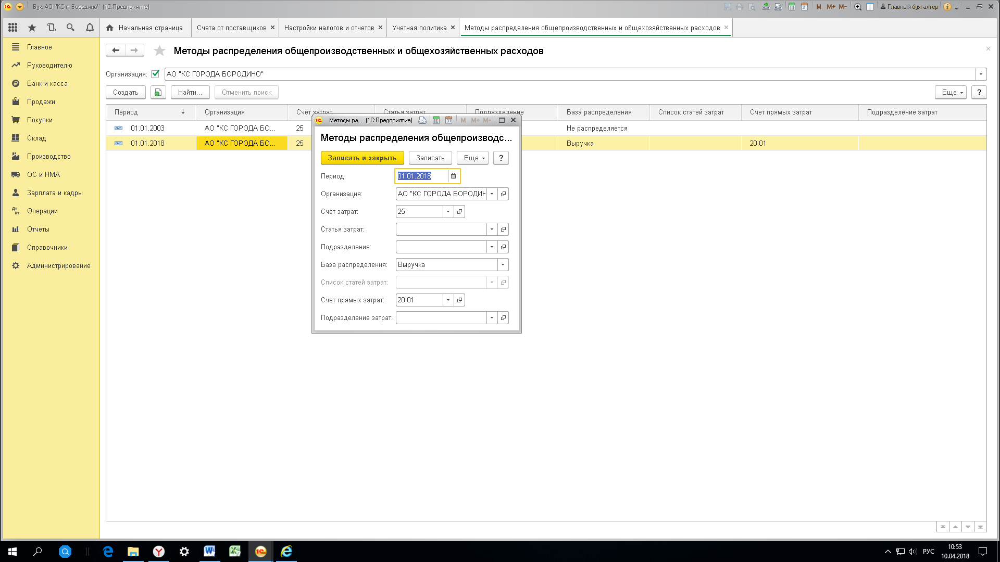 Бух. АО "КС г. Бородино" (1С:Предприятие)
M M+ M- Главный бухгалтер
Начальная страница
Счета от поставщиков
Настройки налогов и отчетов
Учетная политика
Методы распределения общепроизводственных и общехозяйственных расходов
Главное
Руководителю
Банк и касса
Продажи
Покупки
Склад
Производство
ОС и НМА
Зарплата и кадры
Операции
Отчеты
Справочники
Администрирование
Методы распределения общепроизводственных и общехозяйственных расходов
Организация: АО "КС ГОРОДА БОРОДИНО"
Создать Найти... Отменить поиск Еще ?
Период Организация Счет затрат Статья затрат Подразделение База распределения Список статей затрат Счет прямых затрат Подразделение затрат
01.01.2003 АО "КС ГОРОДА БО... 25 Не распределяется
01.01.2018 АО "КС ГОРОДА БО... 25 Выручка 20.01
Методы ра... (1С:Предприятие) M M+ M-
Методы распределения общепроизводс...
Записать и закрыть Записать Еще ?
Период: 01.01.2018
Организация: АО "КС ГОРОДА БОРОДИН
Счет затрат: 25
Статья затрат:
Подразделение:
База распределения: Выручка
Список статей затрат:
Счет прямых затрат: 20.01
Подразделение затрат:
РУС
10:53
10.04.2018